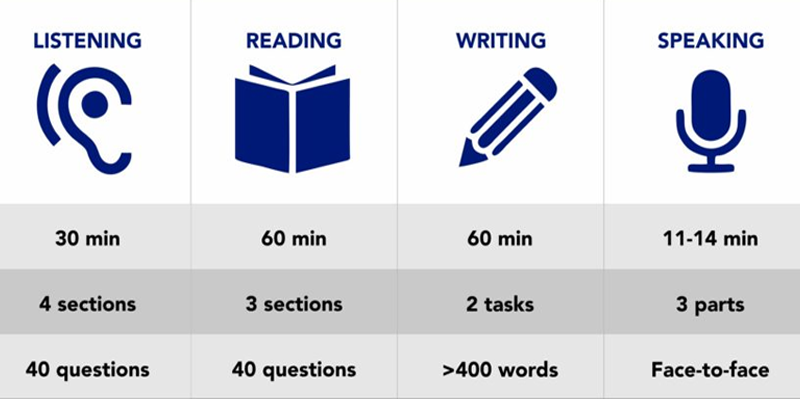 LISTENING READING WRITING SPEAKING
30 min 60 min 60 min 11-14 min
4 sections 3 sections 2 tasks 3 parts
40 questions 40 questions >400 words Face-to-face